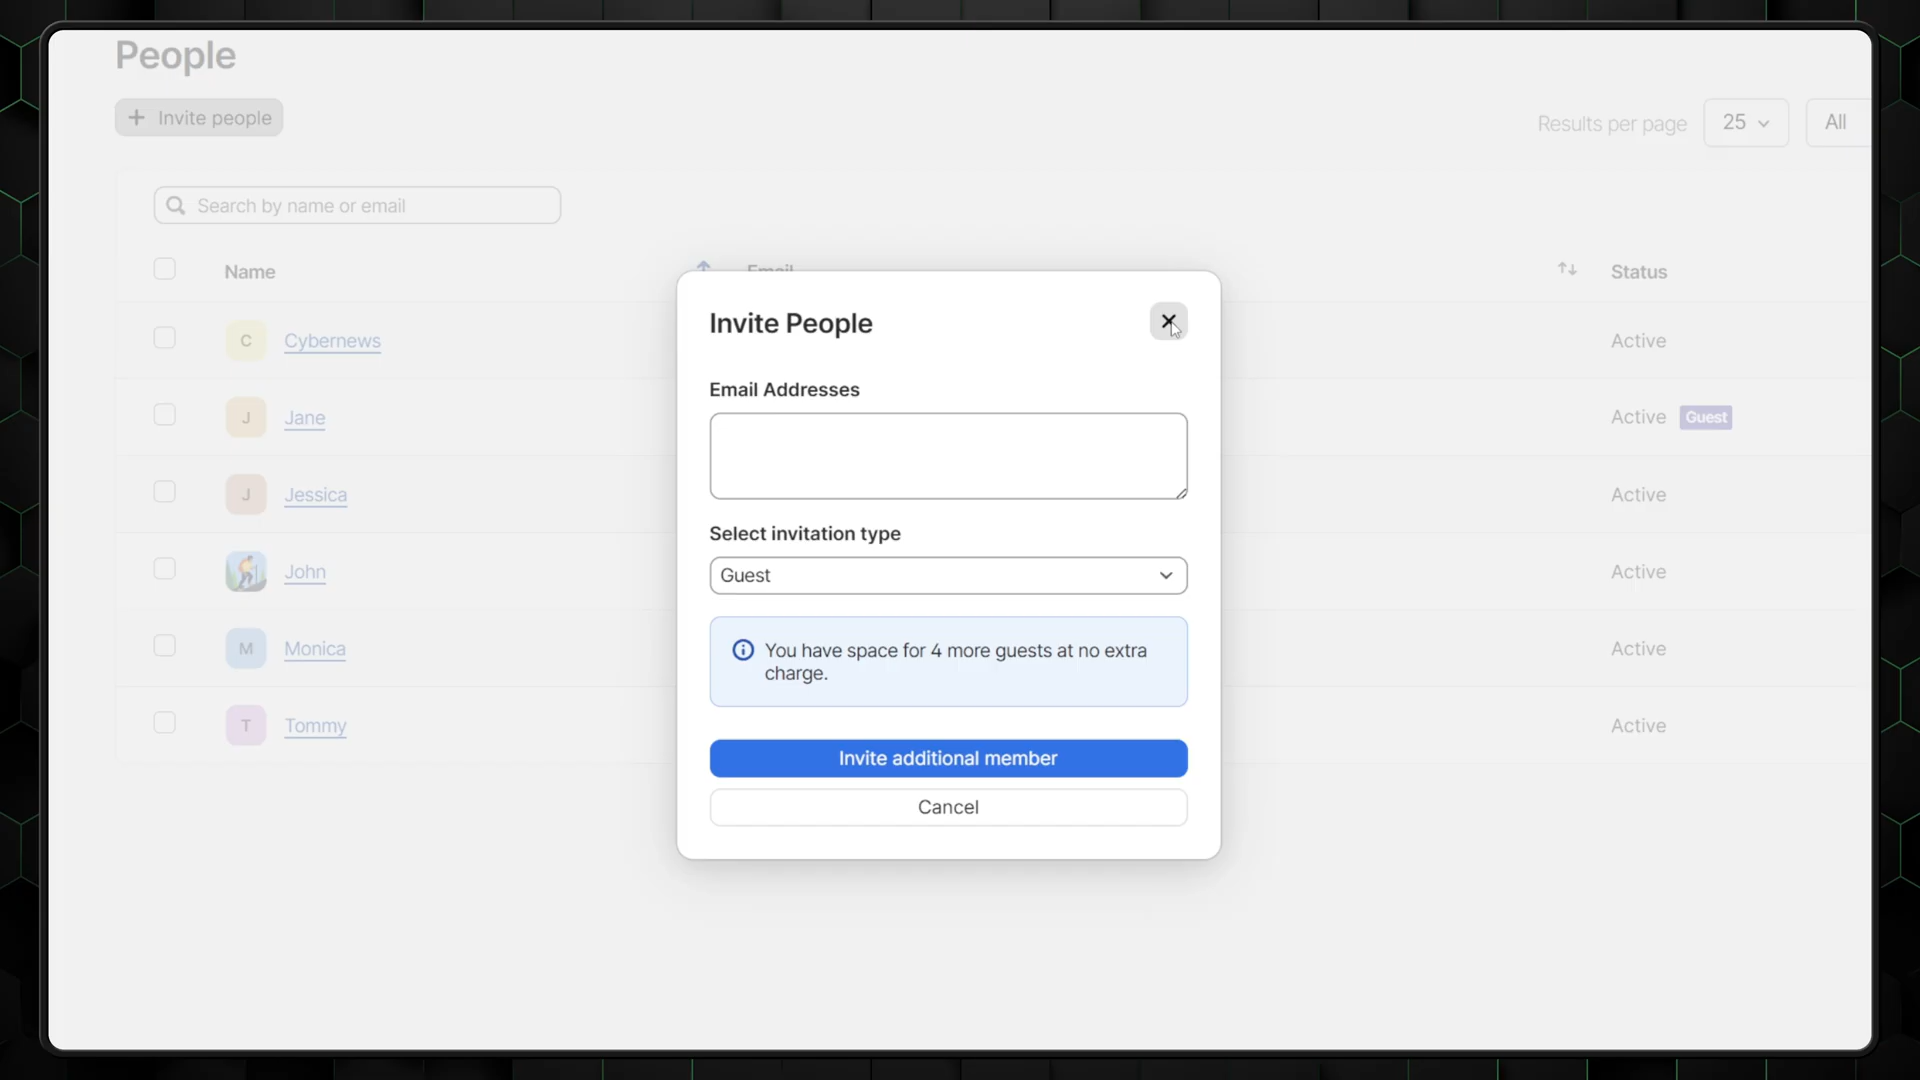 People
Invite people
Results per page 25 All
Search by name or email
Name Email Status
C Cybernews Active
J Jane Active Guest
J Jessica Active
John Active
M Monica Active
T Tommy Active
Invite People
Email Addresses
Select invitation type
Guest
You have space for 4 more guests at no extra
charge.
Invite additional member
Cancel